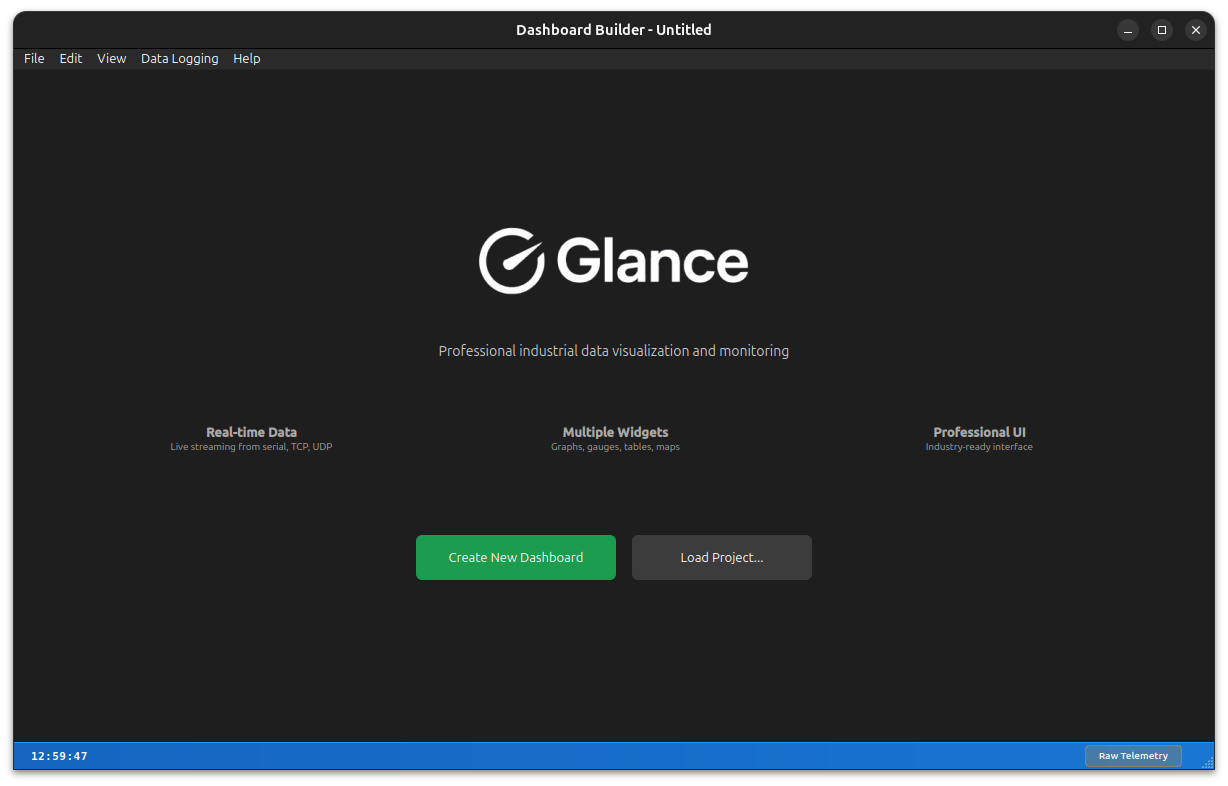 Dashboard Builder - Untitled
File Edit View Data Logging Help
Glance
Professional industrial data visualization and monitoring
Real-time Data
Live streaming from serial, TCP, UDP
Multiple Widgets
Graphs, gauges, tables, maps
Professional UI
Industry-ready interface
Create New Dashboard
Load Project...
12:59:47
Raw Telemetry